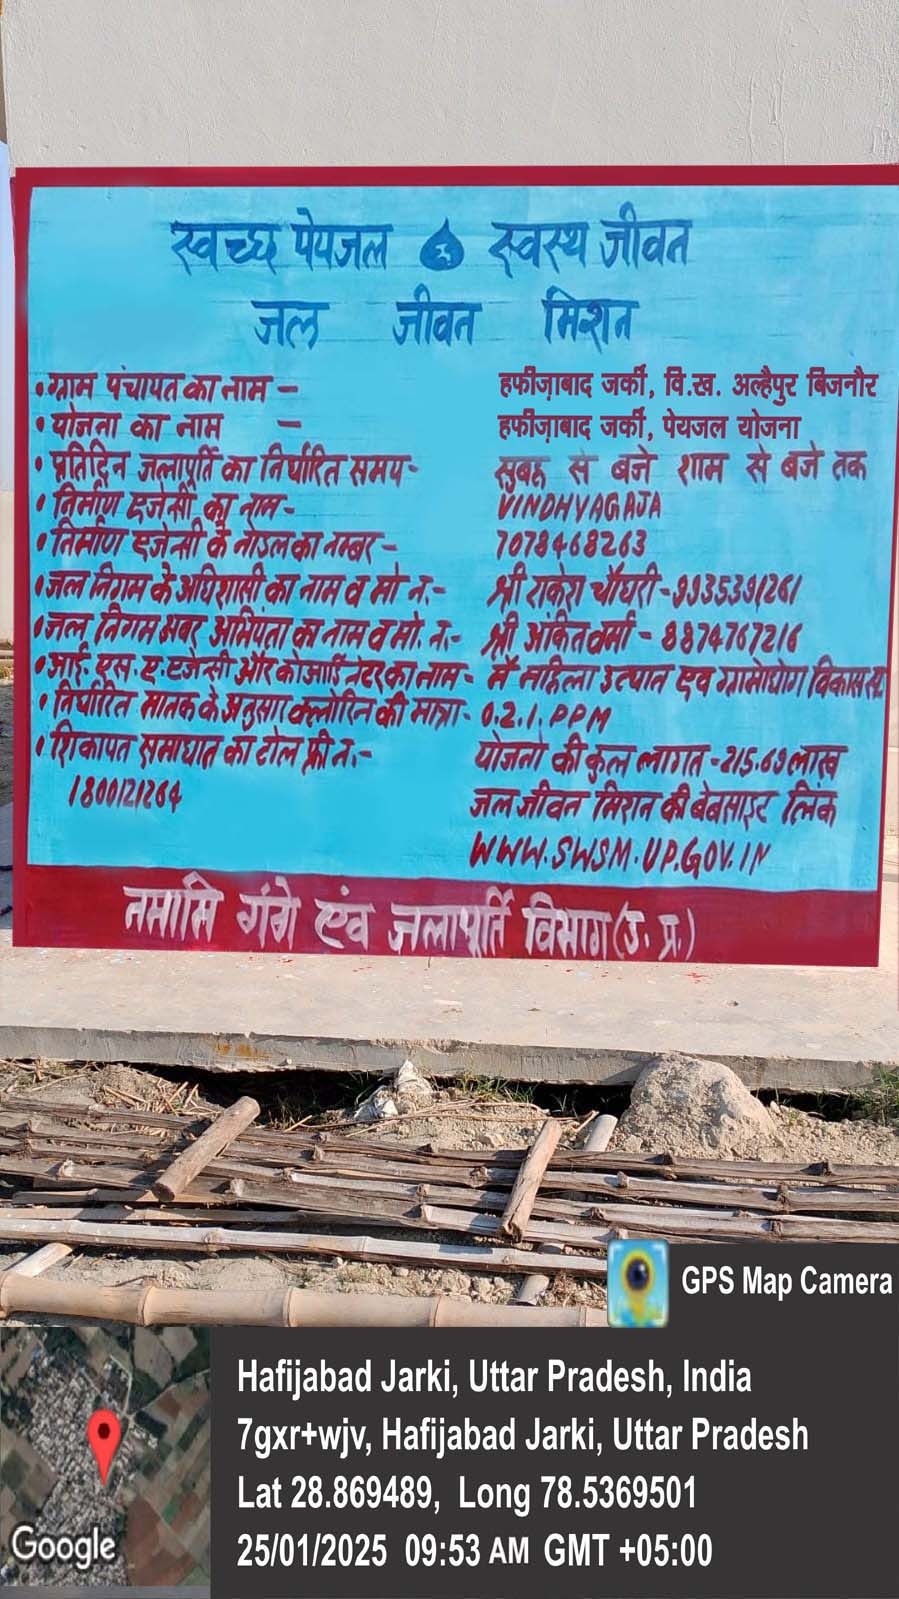 स्वच्छ पेयजल स्वस्थ जीवन
जल जीवन मिशन
• ग्राम पंचायत का नाम – हफीज़ाबाद जर्की, वि.ख. अल्हैपुर बिजनौर
• योजना का नाम – हफीज़ाबाद जर्की, पेयजल योजना
• प्रतिदिन जलापूर्ति का निर्धारित समय- सुबह से बजे शाम से बजे तक
• निर्माण एजेन्सी का नाम- VINDHYAGAJA
• निर्माण एजेन्सी के नोडल का नम्बर- 7078468263
• जल निगम के अधिशासी का नाम व मो न.- श्री राकेश चौधरी-9935391261
• जल निगम अवर अभियंता का नाम व मो. न.- श्री अंकित वर्मा - 8874767216
• आई. एस. ए. एजेन्सी और कोआर्डिनेटर का नाम- मै महिला उत्थान एव ग्रामोद्योग विकास
• निर्धारित मानक के अनुसार क्लोरिन की मात्रा- 0.2.1. PPM
• शिकायत समाधान का टोल फ्री न.- योजना की कुल लागत -215.69 लाख
1800121264 जल जीवन मिशन की बेबसाइट लिंक
WWW.SWSM.UP.GOV.IN
नमामि गंगे एंव जलापूर्ति विभाग (उ. प्र.)
GPS Map Camera
Hafijabad Jarki, Uttar Pradesh, India
7gxr+wjv, Hafijabad Jarki, Uttar Pradesh
Lat 28.869489, Long 78.5369501
25/01/2025 09:53 AM GMT +05:00
Google